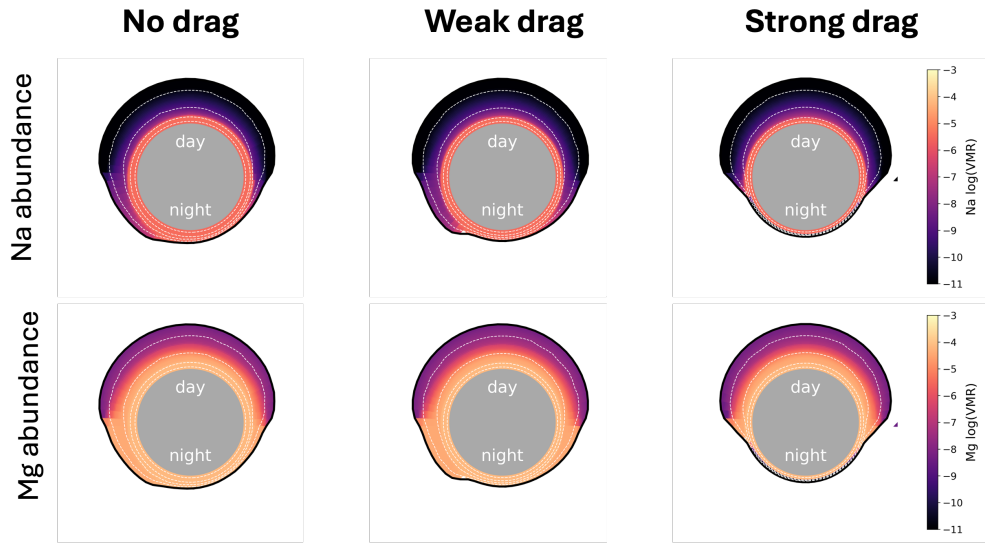 No drag
Weak drag
Strong drag
Na abundance
day
night
day
night
day
night
−3
−4
−5
−6
−7
−8
−9
−10
−11
Na log(VMR)
Mg abundance
day
night
day
night
day
night
−3
−4
−5
−6
−7
−8
−9
−10
−11
Mg log(VMR)